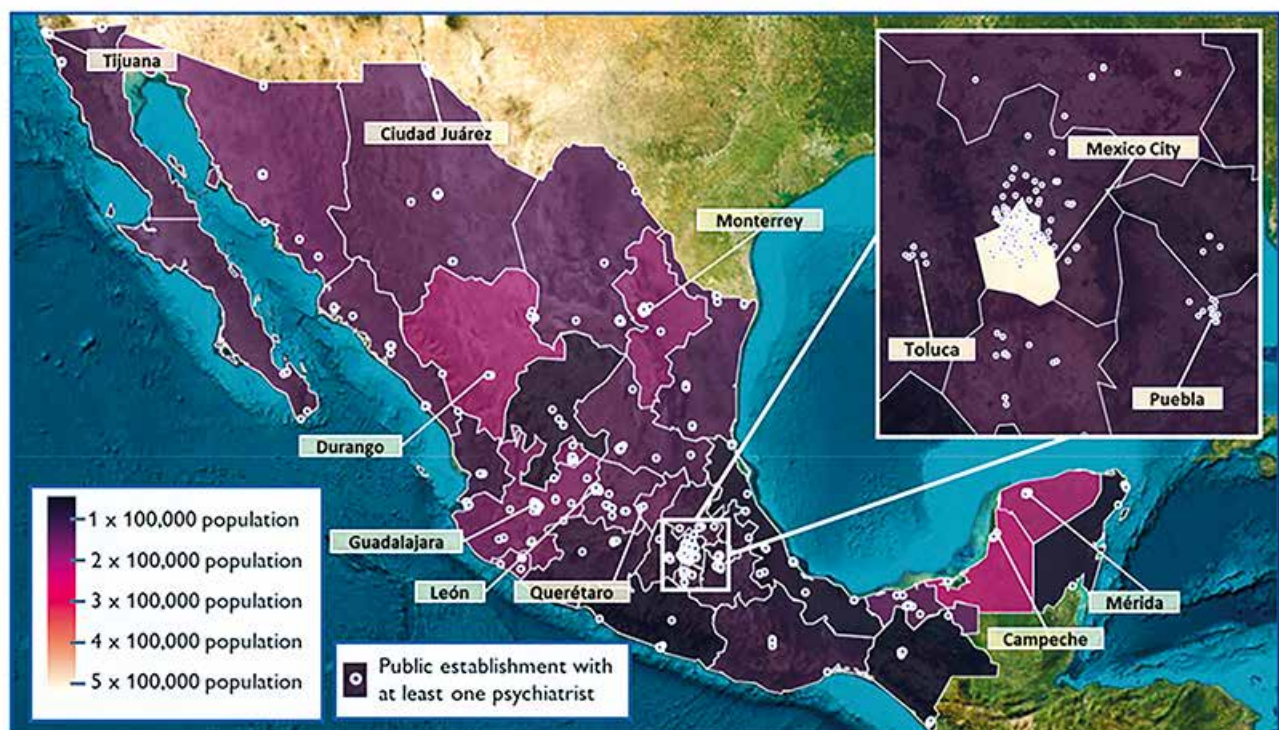 Tijuana
Ciudad Juárez
Mexico City
Monterrey
Toluca
Puebla
Durango
1 x 100,000 population
2 x 100,000 population
3 x 100,000 population
4 x 100,000 population
5 x 100,000 population
Guadalajara
León
Querétaro
Mérida
Campeche
Public establishment with
at least one psychiatrist